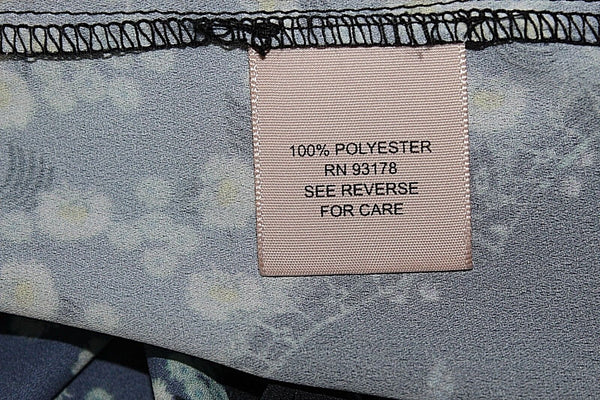 100% POLYESTER
RN 93178
SEE REVERSE
FOR CARE